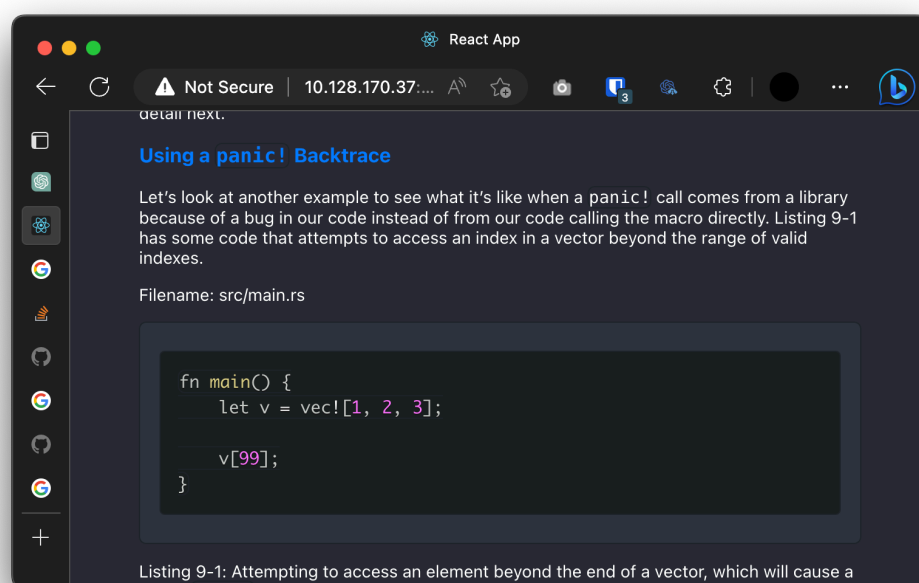 React App
Not Secure
10.128.170.37:...
A
3
...
detail next.
Using a panic! Backtrace
Let’s look at another example to see what it’s like when a panic! call comes from a library
because of a bug in our code instead of from our code calling the macro directly. Listing 9-1
has some code that attempts to access an index in a vector beyond the range of valid
indexes.
Filename: src/main.rs
fn main() {
    let v = vec![1, 2, 3];
    v[99];
}
Listing 9-1: Attempting to access an element beyond the end of a vector, which will cause a